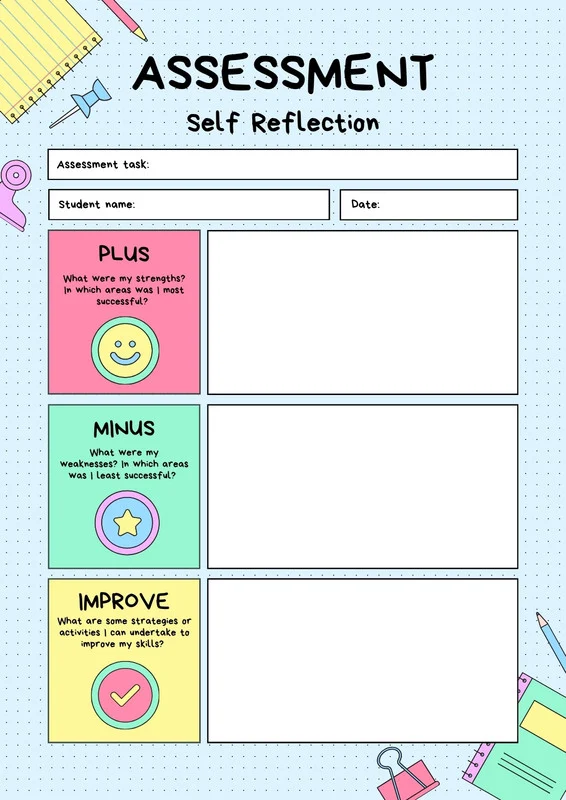 ASSESSMENT
Self Reflection
Assessment task:
Student name:
Date:
PLUS
What were my strengths?
In which areas was I most
successful?
MINUS
What were my
weaknesses? In which areas
was I least successful?
IMPROVE
What are some strategies or
activities I can undertake to
improve my skills?